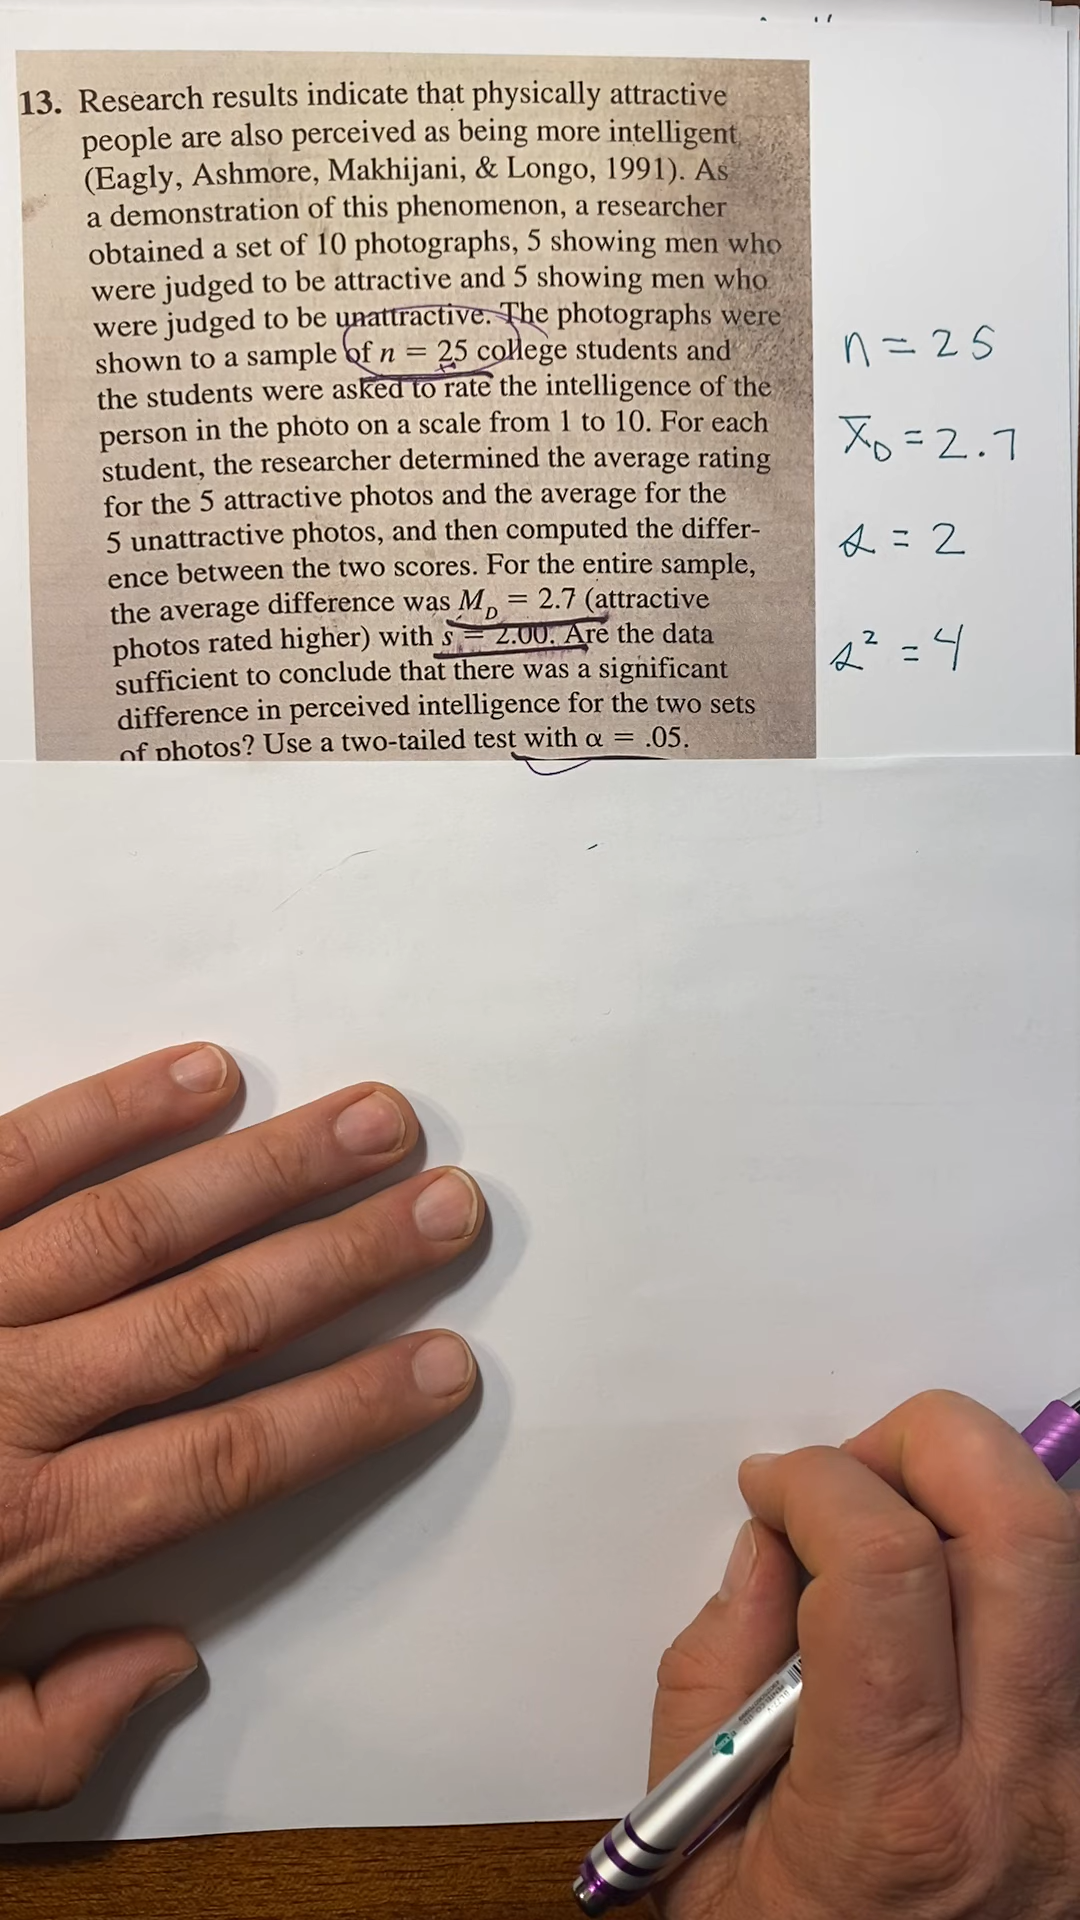 13. Research results indicate that physically attractive
people are also perceived as being more intelligent
(Eagly, Ashmore, Makhijani, & Longo, 1991). As
a demonstration of this phenomenon, a researcher
obtained a set of 10 photographs, 5 showing men who
were judged to be attractive and 5 showing men who
were judged to be unattractive. The photographs were
shown to a sample of n = 25 college students and
the students were asked to rate the intelligence of the
person in the photo on a scale from 1 to 10. For each
student, the researcher determined the average rating
for the 5 attractive photos and the average for the
5 unattractive photos, and then computed the differ-
ence between the two scores. For the entire sample,
the average difference was M_D = 2.7 (attractive
photos rated higher) with s = 2.00. Are the data
sufficient to conclude that there was a significant
difference in perceived intelligence for the two sets
of photos? Use a two-tailed test with α = .05.
n = 25
X̄_D = 2.7
s = 2
s² = 4